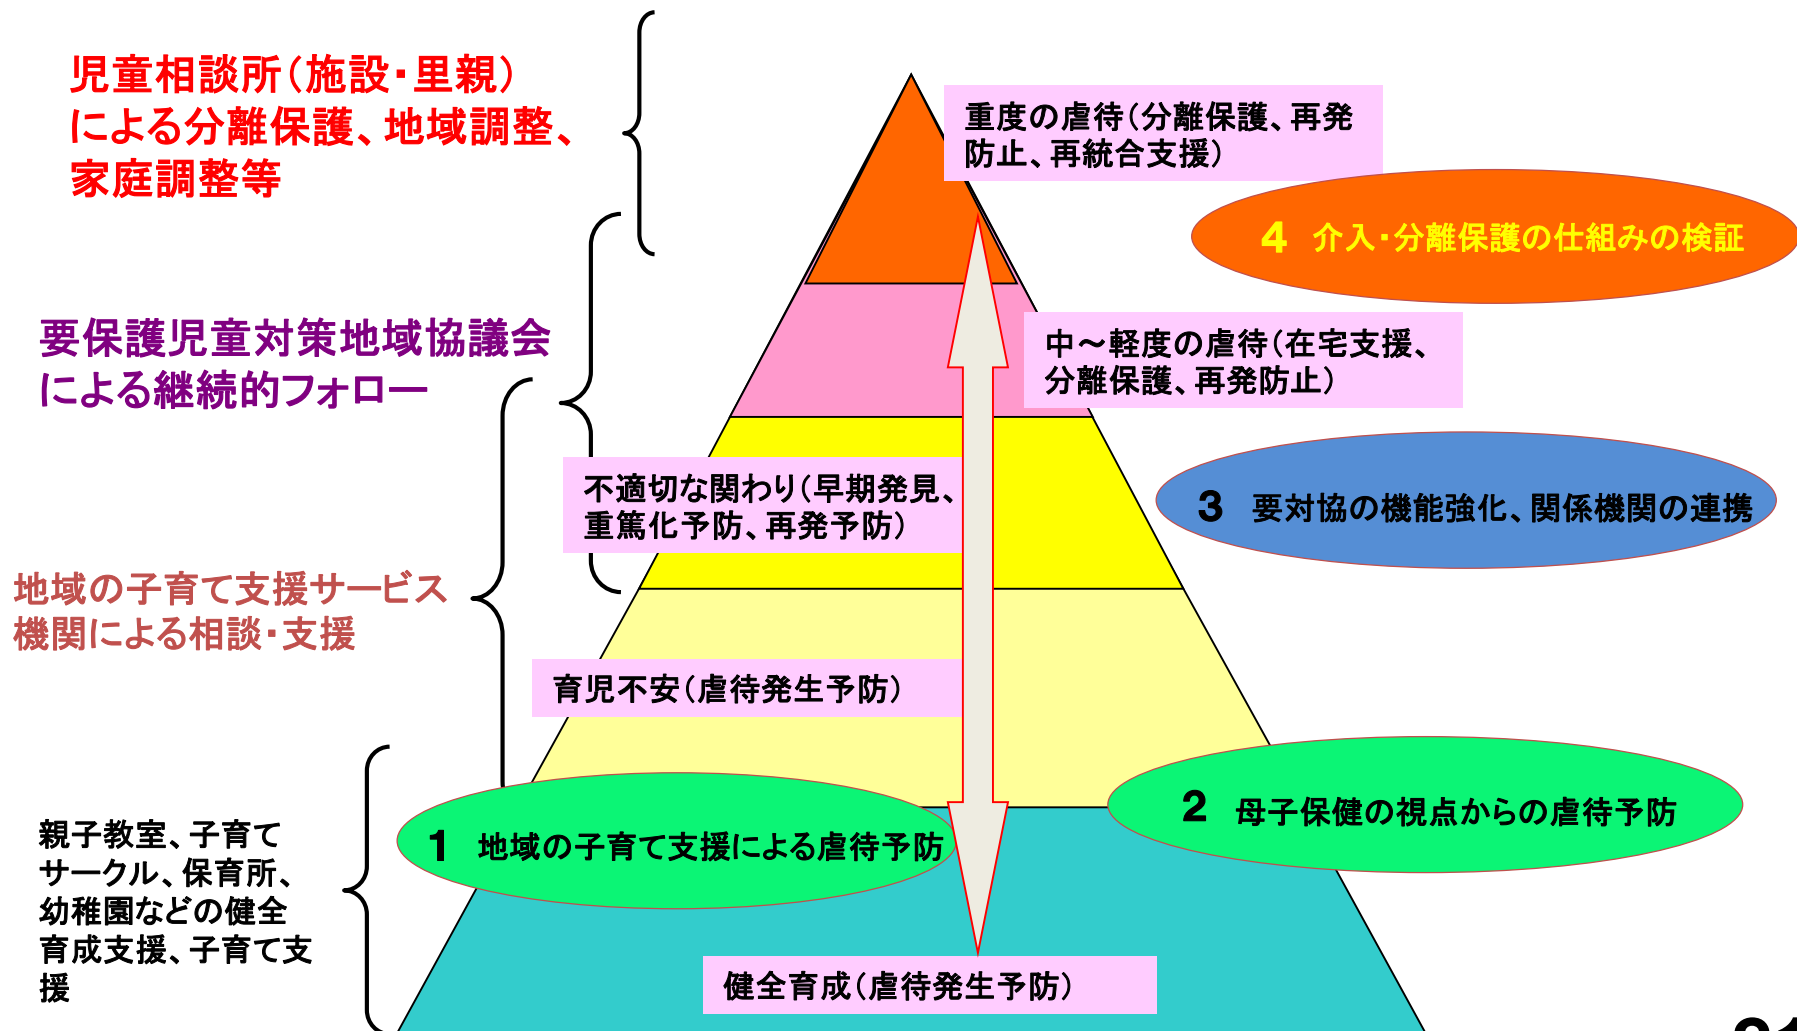 児童相談所（施設・里親）
による分離保護、地域調整、
家庭調整等
重度の虐待（分離保護、再発
防止、再統合支援）
４　介入・分離保護の仕組みの検証
要保護児童対策地域協議会
による継続的フォロー
中～軽度の虐待（在宅支援、
分離保護、再発防止）
不適切な関わり（早期発見、
重篤化予防、再発予防）
３　要対協の機能強化、関係機関の連携
地域の子育て支援サービス
機関による相談・支援
育児不安（虐待発生予防）
２　母子保健の視点からの虐待予防
１　地域の子育て支援による虐待予防
親子教室、子育て
サークル、保育所、
幼稚園などの健全
育成支援、子育て支
援
健全育成（虐待発生予防）